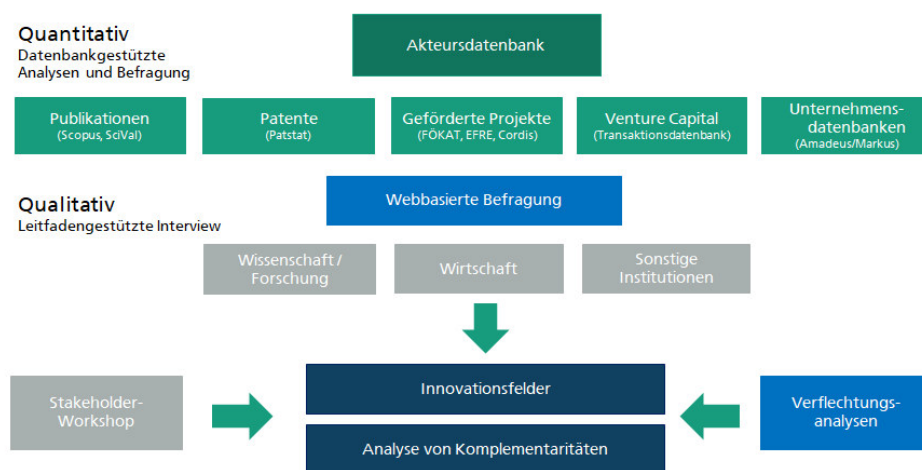 Quantitativ
Datenbankgestützte
Analysen und Befragung
Akteursdatenbank
Publikationen
(Scopus, SciVal)
Patente
(Patstat)
Geförderte Projekte
(FÖKAT, EFRE, Cordis)
Venture Capital
(Transaktionsdatenbank)
Unternehmens-
datenbanken
(Amadeus/Markus)
Qualitativ
Leitfadengestützte Interview
Webbasierte Befragung
Wissenschaft /
Forschung
Wirtschaft
Sonstige
Institutionen
Stakeholder-
Workshop
Innovationsfelder
Analyse von Komplementaritäten
Verflechtungs-
analysen